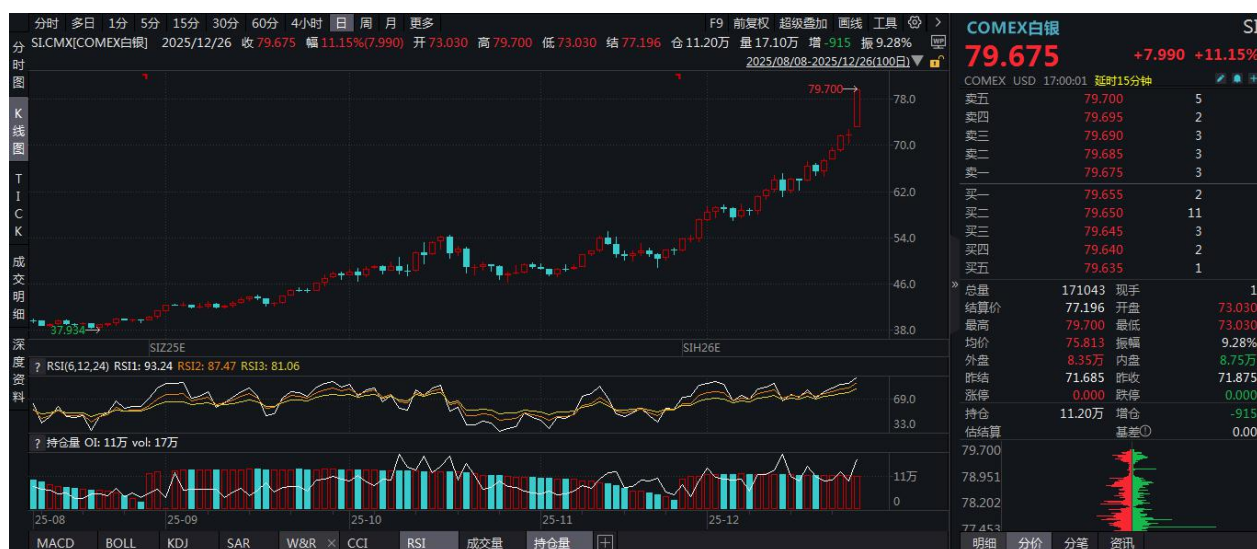 分时 多日 1分 5分 15分 30分 60分 4小时 日 周 月 更多 F9 前复权 超级叠加 画线 工具
SI.CMX[COMEX白银] 2025/12/26 收79.675 幅11.15%(7.990) 开73.030 高79.700 低73.030 结77.196 仓11.20万 量17.10万 增-915 振9.28%
2025/08/08-2025/12/26(100日)
分时图
K线图
TICK
成交明细
深度资料
79.700
78.0
70.0
62.0
54.0
46.0
38.0
37.934
SIZ25E SIH26E
? RSI(6,12,24) RSI1: 93.24 RSI2: 87.47 RSI3: 81.06
69.0
33.0
? 持仓量 OI: 11万 vol: 17万
11万
0
25-08 25-09 25-10 25-11 25-12
MACD BOLL KDJ SAR W&R × CCI RSI 成交量 持仓量
COMEX白银 SI
79.675 +7.990 +11.15%
COMEX USD 17:00:01 延时15分钟
卖五 79.700 5
卖四 79.695 2
卖三 79.690 3
卖二 79.685 3
卖一 79.675 3
买一 79.655 2
买二 79.650 11
买三 79.645 3
买四 79.640 2
买五 79.635 1
总量 171043 现手 1
结算价 77.196 开盘 73.030
最高 79.700 最低 73.030
均价 75.813 振幅 9.28%
外盘 8.35万 内盘 8.75万
昨结 71.685 昨收 71.875
涨停 0.000 跌停 0.000
持仓 11.20万 增仓 -915
估结算 基差 0.00
79.700
78.951
78.202
77.453
明细 分价 分笔 资讯